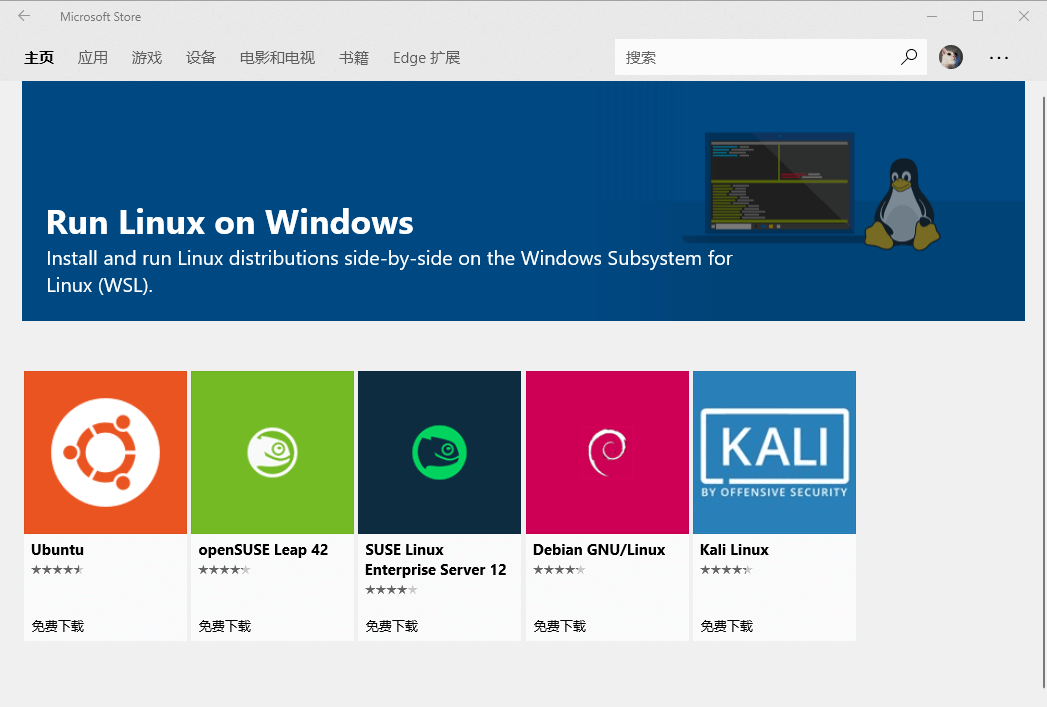 Microsoft Store
主页 应用 游戏 设备 电影和电视 书籍 Edge 扩展 搜索
Run Linux on Windows
Install and run Linux distributions side-by-side on the Windows Subsystem for
Linux (WSL).
KALI
BY OFFENSIVE SECURITY
Ubuntu
免费下载
openSUSE Leap 42
免费下载
SUSE Linux
Enterprise Server 12
免费下载
Debian GNU/Linux
免费下载
Kali Linux
免费下载